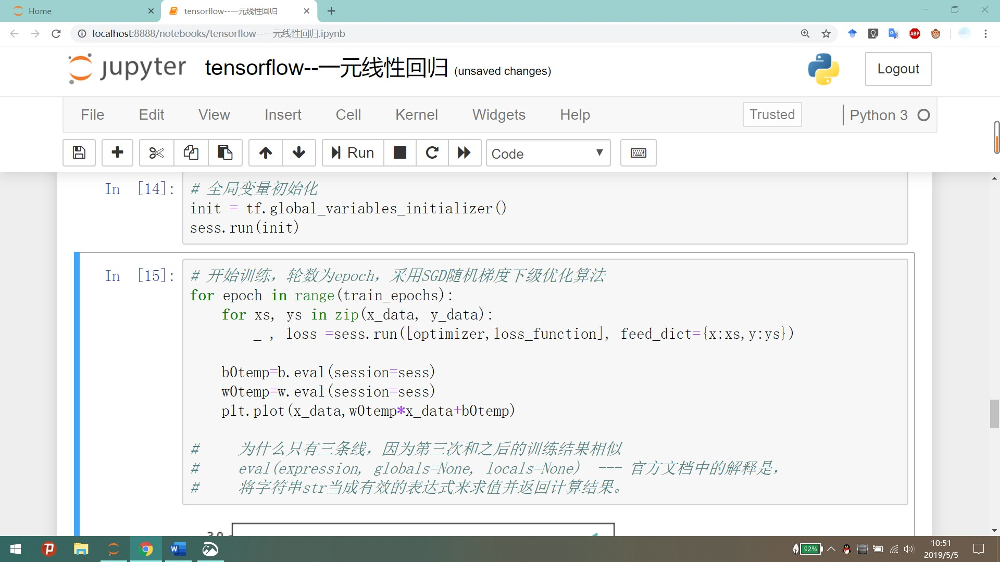 Home
tensorflow--一元线性回归
localhost:8888/notebooks/tensorflow--一元线性回归.ipynb
ABP
jupyter
tensorflow--一元线性回归 (unsaved changes)
Logout
File Edit View Insert Cell Kernel Widgets Help
Trusted
Python 3
Run
Code
In [14]:
# 全局变量初始化
init = tf.global_variables_initializer()
sess.run(init)
In [15]:
# 开始训练，轮数为epoch，采用SGD随机梯度下级优化算法
for epoch in range(train_epochs):
    for xs, ys in zip(x_data, y_data):
        _ , loss =sess.run([optimizer,loss_function], feed_dict={x:xs,y:ys})
    b0temp=b.eval(session=sess)
    w0temp=w.eval(session=sess)
    plt.plot(x_data,w0temp*x_data+b0temp)
#     为什么只有三条线，因为第三次和之后的训练结果相似
#     eval(expression, globals=None, locals=None)  --- 官方文档中的解释是，
#     将字符串str当成有效的表达式来求值并返回计算结果。
92%
10:51
2019/5/5